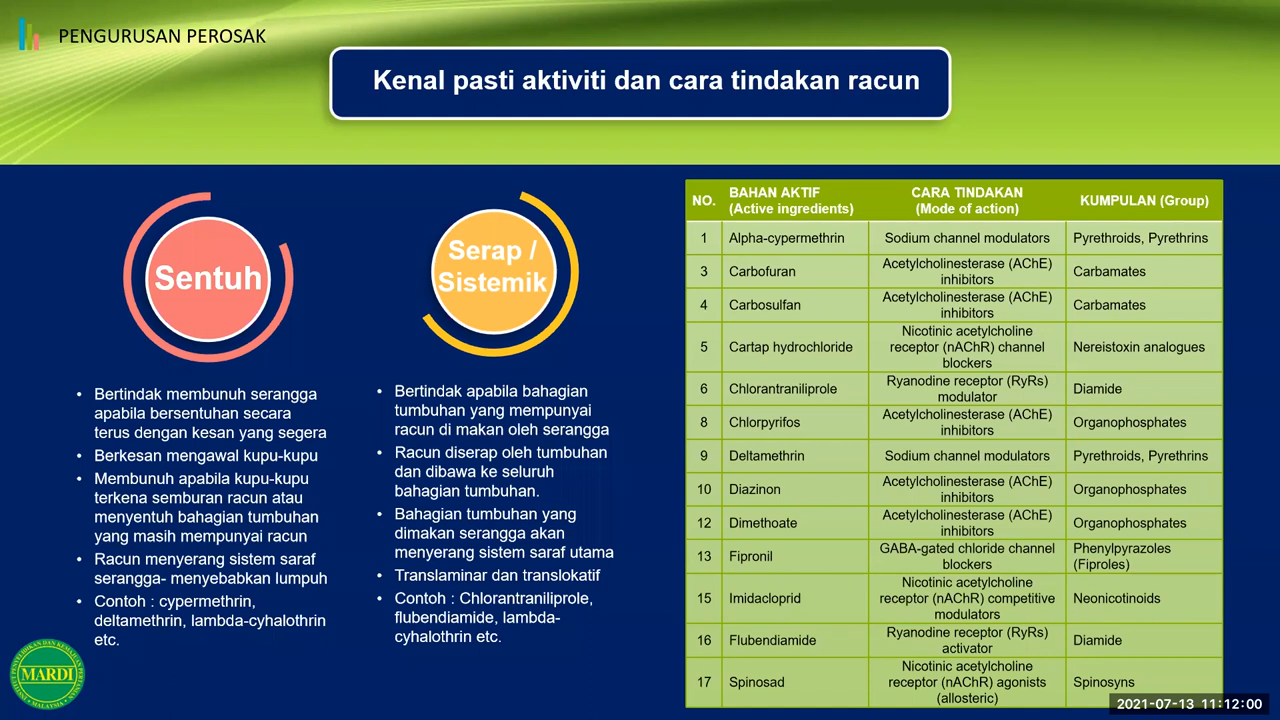 PENGURUSAN PEROSAK
Kenal pasti aktiviti dan cara tindakan racun
Sentuh
• Bertindak membunuh serangga
apabila bersentuhan secara
terus dengan kesan yang segera
• Berkesan mengawal kupu-kupu
• Membunuh apabila kupu-kupu
terkena semburan racun atau
menyentuh bahagian tumbuhan
yang masih mempunyai racun
• Racun menyerang sistem saraf
serangga- menyebabkan lumpuh
• Contoh : cypermethrin,
deltamethrin, lambda-cyhalothrin
etc.
Serap /
Sistemik
• Bertindak apabila bahagian
tumbuhan yang mempunyai
racun di makan oleh serangga
• Racun diserap oleh tumbuhan
dan dibawa ke seluruh
bahagian tumbuhan.
• Bahagian tumbuhan yang
dimakan serangga akan
menyerang sistem saraf utama
• Translaminar dan translokatif
• Contoh : Chlorantraniliprole,
flubendiamide, lambda-
cyhalothrin etc.
NO. BAHAN AKTIF (Active ingredients) CARA TINDAKAN (Mode of action) KUMPULAN (Group)
1 Alpha-cypermethrin Sodium channel modulators Pyrethroids, Pyrethrins
3 Carbofuran Acetylcholinesterase (AChE) inhibitors Carbamates
4 Carbosulfan Acetylcholinesterase (AChE) inhibitors Carbamates
5 Cartap hydrochloride Nicotinic acetylcholine receptor (nAChR) channel blockers Nereistoxin analogues
6 Chlorantraniliprole Ryanodine receptor (RyRs) modulator Diamide
8 Chlorpyrifos Acetylcholinesterase (AChE) inhibitors Organophosphates
9 Deltamethrin Sodium channel modulators Pyrethroids, Pyrethrins
10 Diazinon Acetylcholinesterase (AChE) inhibitors Organophosphates
12 Dimethoate Acetylcholinesterase (AChE) inhibitors Organophosphates
13 Fipronil GABA-gated chloride channel blockers Phenylpyrazoles (Fiproles)
15 Imidacloprid Nicotinic acetylcholine receptor (nAChR) competitive modulators Neonicotinoids
16 Flubendiamide Ryanodine receptor (RyRs) activator Diamide
17 Spinosad Nicotinic acetylcholine receptor (nAChR) agonists (allosteric) Spinosyns
MARDI
MALAYSIA
2021-07-13 11:12:00